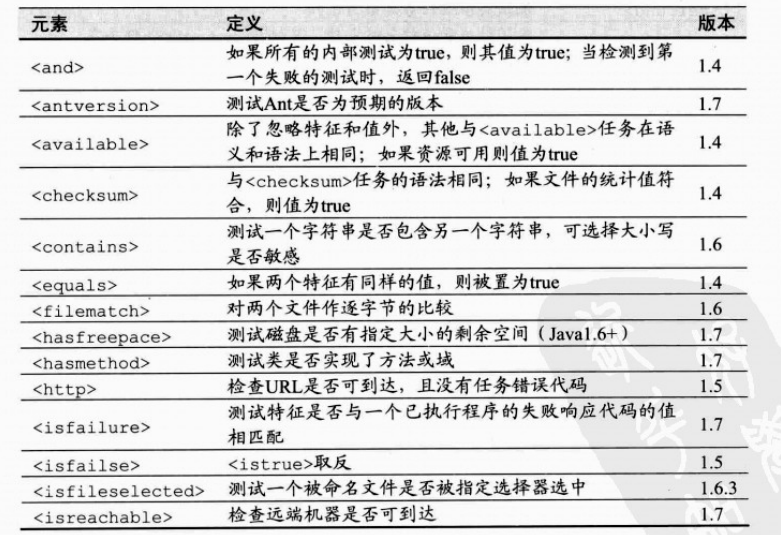 元素 定义 版本
如果所有的内部测试为true, 则其值为true; 当检测到第
<and> 一个失败的测试时, 返回false 1.4
<antversion> 测试Ant是否为预期的版本 1.7
除了忽略特征和值外, 其他与<available>任务在语
<available> 义和语法上相同; 如果资源可用则值为true 1.4
与<checksum>任务的语法相同; 如果文件的统计值符
<checksum> 合, 则值为true 1.4
测试一个字符串是否包含另一个字符串, 可选择大小写
<contains> 是否敏感 1.6
<equals> 如果两个特征有同样的值, 则被置为true 1.4
<filematch> 对两个文件作逐字节的比较 1.6
<hasfreepace> 测试磁盘是否有指定大小的剩余空间 (Java1.6+) 1.7
<hasmethod> 测试类是否实现了方法或域 1.7
<http> 检查URL是否可到达, 且没有任务错误代码 1.5
测试特征是否与一个已执行程序的失败响应代码的值
<isfailure> 相匹配 1.7
<isfailse> <istrue>取反 1.5
<isfileselected> 测试一个被命名文件是否被指定选择器选中 1.6.3
<isreachable> 检查远端机器是否可到达 1.7